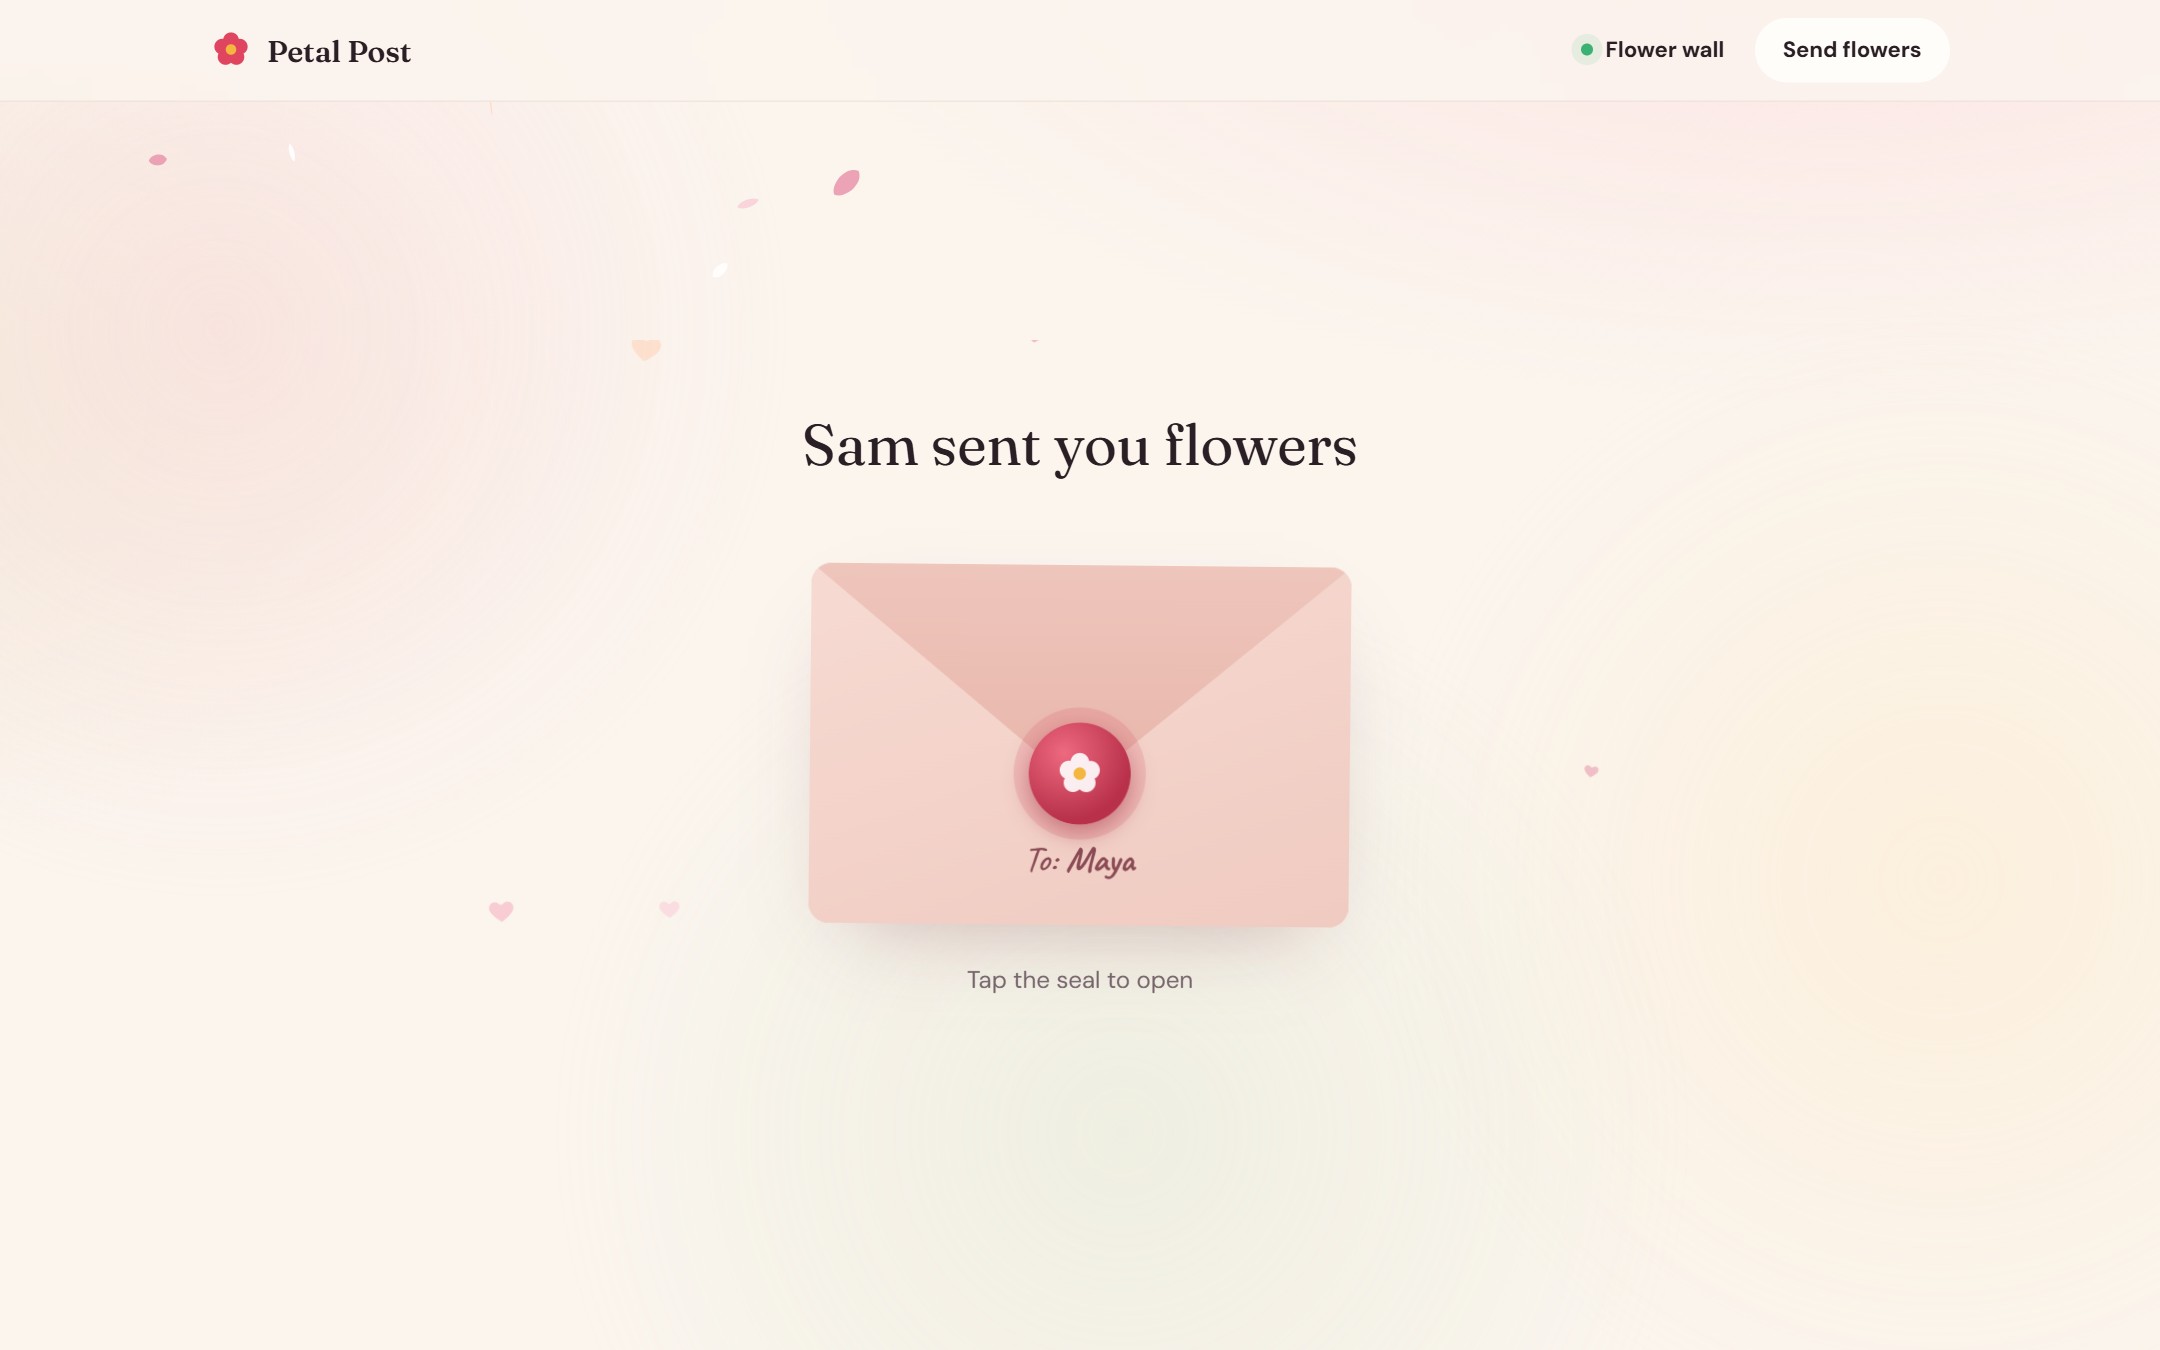 Petal Post
Flower wall
Send flowers
Sam sent you flowers
To: Maya
Tap the seal to open